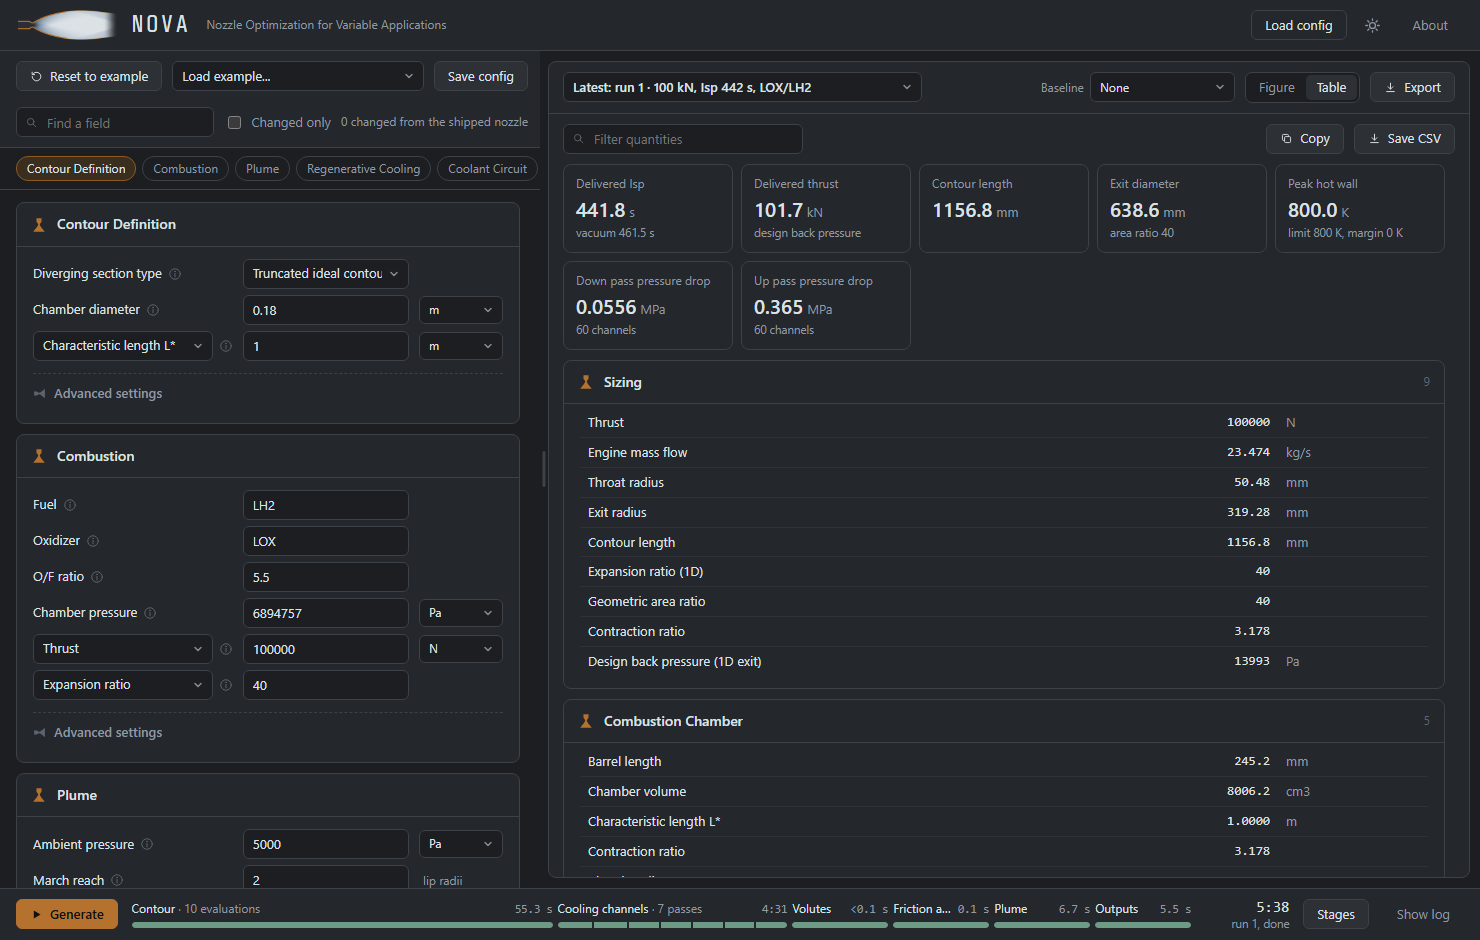 NOVA
Nozzle Optimization for Variable Applications
Load config
About
Reset to example
Load example...
Save config
Find a field
Changed only
0 changed from the shipped nozzle
Contour Definition
Combustion
Plume
Regenerative Cooling
Coolant Circuit
Contour Definition
Diverging section type
Truncated ideal contou
Chamber diameter
0.18
m
Characteristic length L*
1
m
Advanced settings
Combustion
Fuel
LH2
Oxidizer
LOX
O/F ratio
5.5
Chamber pressure
6894757
Pa
Thrust
100000
N
Expansion ratio
40
Advanced settings
Plume
Ambient pressure
5000
Pa
March reach
2
lip radii
Latest: run 1 · 100 kN, Isp 442 s, LOX/LH2
Baseline
None
Figure
Table
Export
Filter quantities
Copy
Save CSV
Delivered Isp
441.8 s
vacuum 461.5 s
Delivered thrust
101.7 kN
design back pressure
Contour length
1156.8 mm
Exit diameter
638.6 mm
area ratio 40
Peak hot wall
800.0 K
limit 800 K, margin 0 K
Down pass pressure drop
0.0556 MPa
60 channels
Up pass pressure drop
0.365 MPa
60 channels
Sizing
9
Thrust 100000 N
Engine mass flow 23.474 kg/s
Throat radius 50.48 mm
Exit radius 319.28 mm
Contour length 1156.8 mm
Expansion ratio (1D) 40
Geometric area ratio 40
Contraction ratio 3.178
Design back pressure (1D exit) 13993 Pa
Combustion Chamber
5
Barrel length 245.2 mm
Chamber volume 8006.2 cm3
Characteristic length L* 1.0000 m
Contraction ratio 3.178
Generate
Contour · 10 evaluations 55.3 s
Cooling channels · 7 passes 4:31
Volutes <0.1 s
Friction a... 0.1 s
Plume 6.7 s
Outputs 5.5 s
5:38
run 1, done
Stages
Show log